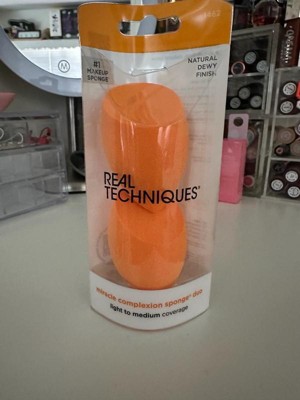 #1
MAKEUP
SPONGE
NATURAL
DEWY
FINISH
REAL
TECHNIQUES®
miracle complexion sponge® duo
light to medium coverage